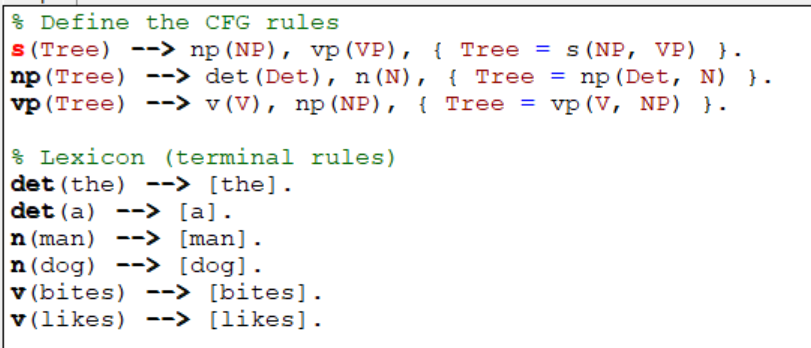 % Define the CFG rules
s(Tree) --> np(NP), vp(VP), { Tree = s(NP, VP) }.
np(Tree) --> det(Det), n(N), { Tree = np(Det, N) }.
vp(Tree) --> v(V), np(NP), { Tree = vp(V, NP) }.
% Lexicon (terminal rules)
det(the) --> [the].
det(a) --> [a].
n(man) --> [man].
n(dog) --> [dog].
v(bites) --> [bites].
v(likes) --> [likes].